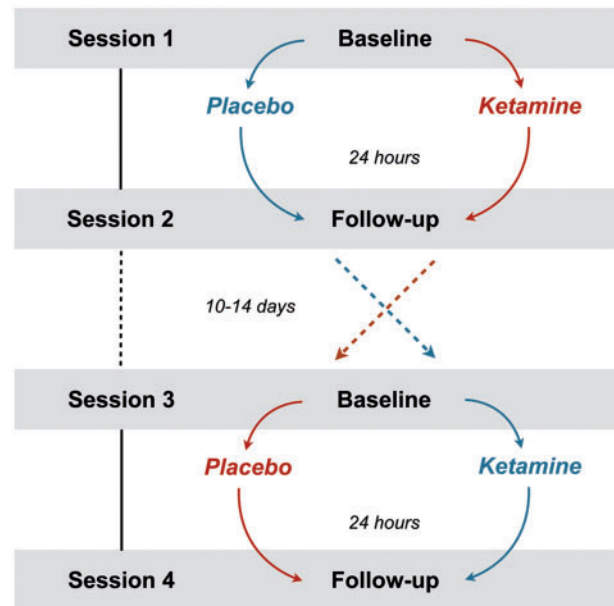 Session 1 Baseline
Placebo Ketamine
24 hours
Session 2 Follow-up
10-14 days
Session 3 Baseline
Placebo Ketamine
24 hours
Session 4 Follow-up